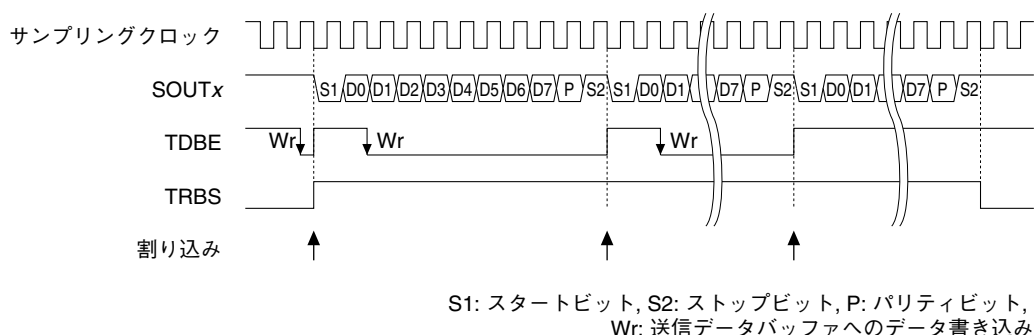 サンプリングクロック
SOUTx S1 D0 D1 D2 D3 D4 D5 D6 D7 P S2 S1 D0 D1 D7 P S2 S1 D0 D1 D7 P S2
TDBE Wr Wr Wr
TRBS
割り込み
S1: スタートビット, S2: ストップビット, P: パリティビット,
Wr: 送信データバッファへのデータ書き込み